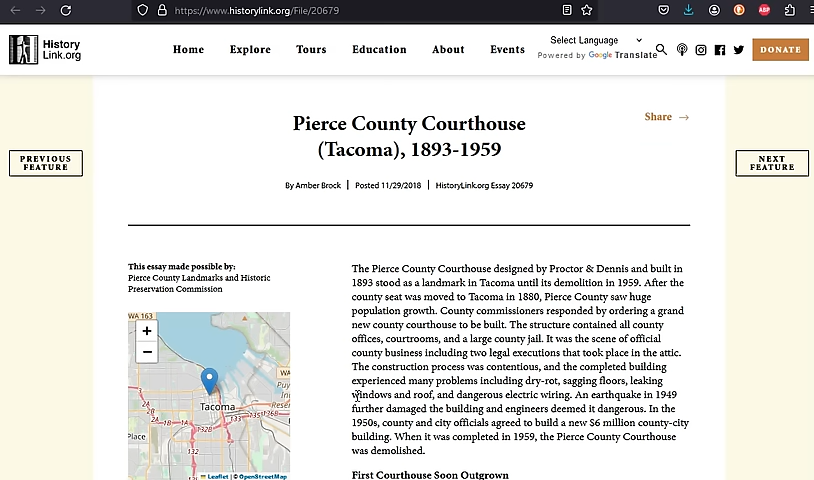 https://www.historylink.org/File/20679
History
Link.org
Home Explore Tours Education About Events
Select Language
Powered by Google Translate
DONATE
PREVIOUS
FEATURE
NEXT
FEATURE
Pierce County Courthouse
(Tacoma), 1893-1959
Share →
By Amber Brock | Posted 11/29/2018 | HistoryLink.org Essay 20679
This essay made possible by:
Pierce County Landmarks and Historic
Preservation Commission
WA 163
+
−
Tacoma
Place
2A
132B
132
135
Leaflet | © OpenStreetMap
The Pierce County Courthouse designed by Proctor & Dennis and built in
1893 stood as a landmark in Tacoma until its demolition in 1959. After the
county seat was moved to Tacoma in 1880, Pierce County saw huge
population growth. County commissioners responded by ordering a grand
new county courthouse to be built. The structure contained all county
offices, courtrooms, and a large county jail. It was the scene of official
county business including two legal executions that took place in the attic.
The construction process was contentious, and the completed building
experienced many problems including dry-rot, sagging floors, leaking
windows and roof, and dangerous electric wiring. An earthquake in 1949
further damaged the building and engineers deemed it dangerous. In the
1950s, county and city officials agreed to build a new $6 million county-city
building. When it was completed in 1959, the Pierce County Courthouse
was demolished.
First Courthouse Soon Outgrown